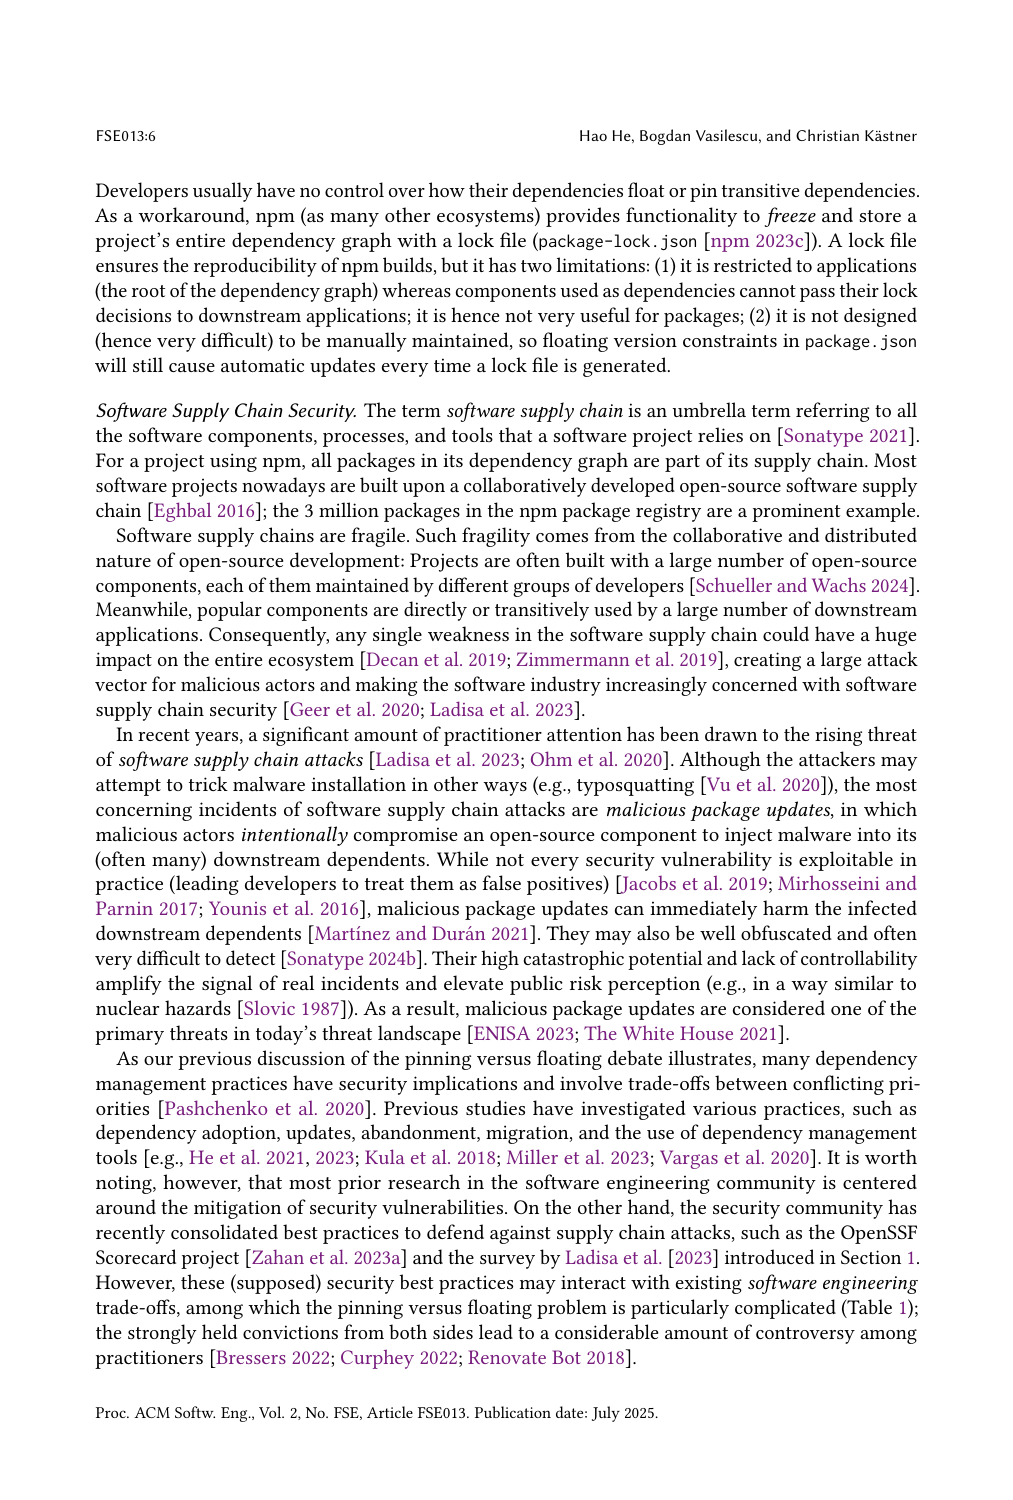 FSE013:6 Hao He, Bogdan Vasilescu, and Christian Kästner
Developers usually have no control over how their dependencies float or pin transitive dependencies.
As a workaround, npm (as many other ecosystems) provides functionality to freeze and store a
project's entire dependency graph with a lock file (package-lock.json [npm 2023c]). A lock file
ensures the reproducibility of npm builds, but it has two limitations: (1) it is restricted to applications
(the root of the dependency graph) whereas components used as dependencies cannot pass their lock
decisions to downstream applications; it is hence not very useful for packages; (2) it is not designed
(hence very difficult) to be manually maintained, so floating version constraints in package.json
will still cause automatic updates every time a lock file is generated.
Software Supply Chain Security. The term software supply chain is an umbrella term referring to all
the software components, processes, and tools that a software project relies on [Sonatype 2021].
For a project using npm, all packages in its dependency graph are part of its supply chain. Most
software projects nowadays are built upon a collaboratively developed open-source software supply
chain [Eghbal 2016]; the 3 million packages in the npm package registry are a prominent example.
Software supply chains are fragile. Such fragility comes from the collaborative and distributed
nature of open-source development: Projects are often built with a large number of open-source
components, each of them maintained by different groups of developers [Schueller and Wachs 2024].
Meanwhile, popular components are directly or transitively used by a large number of downstream
applications. Consequently, any single weakness in the software supply chain could have a huge
impact on the entire ecosystem [Decan et al. 2019; Zimmermann et al. 2019], creating a large attack
vector for malicious actors and making the software industry increasingly concerned with software
supply chain security [Geer et al. 2020; Ladisa et al. 2023].
In recent years, a significant amount of practitioner attention has been drawn to the rising threat
of software supply chain attacks [Ladisa et al. 2023; Ohm et al. 2020]. Although the attackers may
attempt to trick malware installation in other ways (e.g., typosquatting [Vu et al. 2020]), the most
concerning incidents of software supply chain attacks are malicious package updates, in which
malicious actors intentionally compromise an open-source component to inject malware into its
(often many) downstream dependents. While not every security vulnerability is exploitable in
practice (leading developers to treat them as false positives) [Jacobs et al. 2019; Mirhosseini and
Parnin 2017; Younis et al. 2016], malicious package updates can immediately harm the infected
downstream dependents [Martínez and Durán 2021]. They may also be well obfuscated and often
very difficult to detect [Sonatype 2024b]. Their high catastrophic potential and lack of controllability
amplify the signal of real incidents and elevate public risk perception (e.g., in a way similar to
nuclear hazards [Slovic 1987]). As a result, malicious package updates are considered one of the
primary threats in today's threat landscape [ENISA 2023; The White House 2021].
As our previous discussion of the pinning versus floating debate illustrates, many dependency
management practices have security implications and involve trade-offs between conflicting pri-
orities [Pashchenko et al. 2020]. Previous studies have investigated various practices, such as
dependency adoption, updates, abandonment, migration, and the use of dependency management
tools [e.g., He et al. 2021, 2023; Kula et al. 2018; Miller et al. 2023; Vargas et al. 2020]. It is worth
noting, however, that most prior research in the software engineering community is centered
around the mitigation of security vulnerabilities. On the other hand, the security community has
recently consolidated best practices to defend against supply chain attacks, such as the OpenSSF
Scorecard project [Zahan et al. 2023a] and the survey by Ladisa et al. [2023] introduced in Section 1.
However, these (supposed) security best practices may interact with existing software engineering
trade-offs, among which the pinning versus floating problem is particularly complicated (Table 1);
the strongly held convictions from both sides lead to a considerable amount of controversy among
practitioners [Bressers 2022; Curphey 2022; Renovate Bot 2018].
Proc. ACM Softw. Eng., Vol. 2, No. FSE, Article FSE013. Publication date: July 2025.